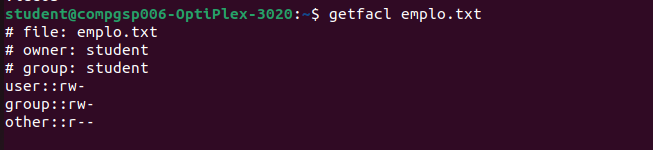 student@compgsp006-OptiPlex-3020:~$ getfacl emplo.txt
# file: emplo.txt
# owner: student
# group: student
user::rw-
group::rw-
other::r--